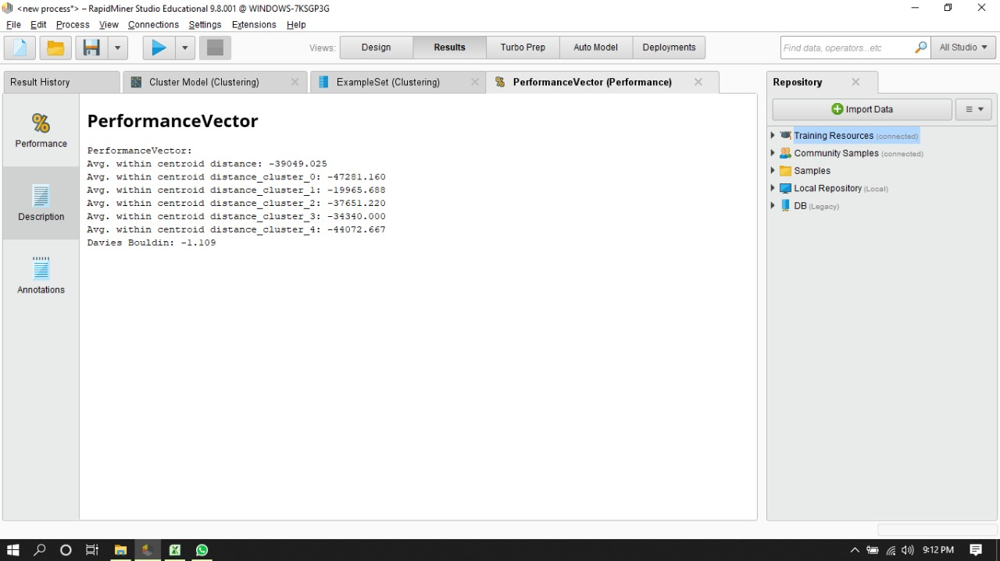 <new process*> – RapidMiner Studio Educational 9.8.001 @ WINDOWS-7KSGP3G
File Edit Process View Connections Settings Extensions Help
Views: Design Results Turbo Prep Auto Model Deployments Find data, operators...etc All Studio
Result History Cluster Model (Clustering) ExampleSet (Clustering) PerformanceVector (Performance) Repository
Import Data
Performance
Description
Annotations
PerformanceVector
PerformanceVector:
Avg. within centroid distance: -39049.025
Avg. within centroid distance_cluster_0: -47281.160
Avg. within centroid distance_cluster_1: -19965.688
Avg. within centroid distance_cluster_2: -37651.220
Avg. within centroid distance_cluster_3: -34340.000
Avg. within centroid distance_cluster_4: -44072.667
Davies Bouldin: -1.109
Training Resources (connected)
Community Samples (connected)
Samples
Local Repository (Local)
DB (Legacy)
9:12 PM